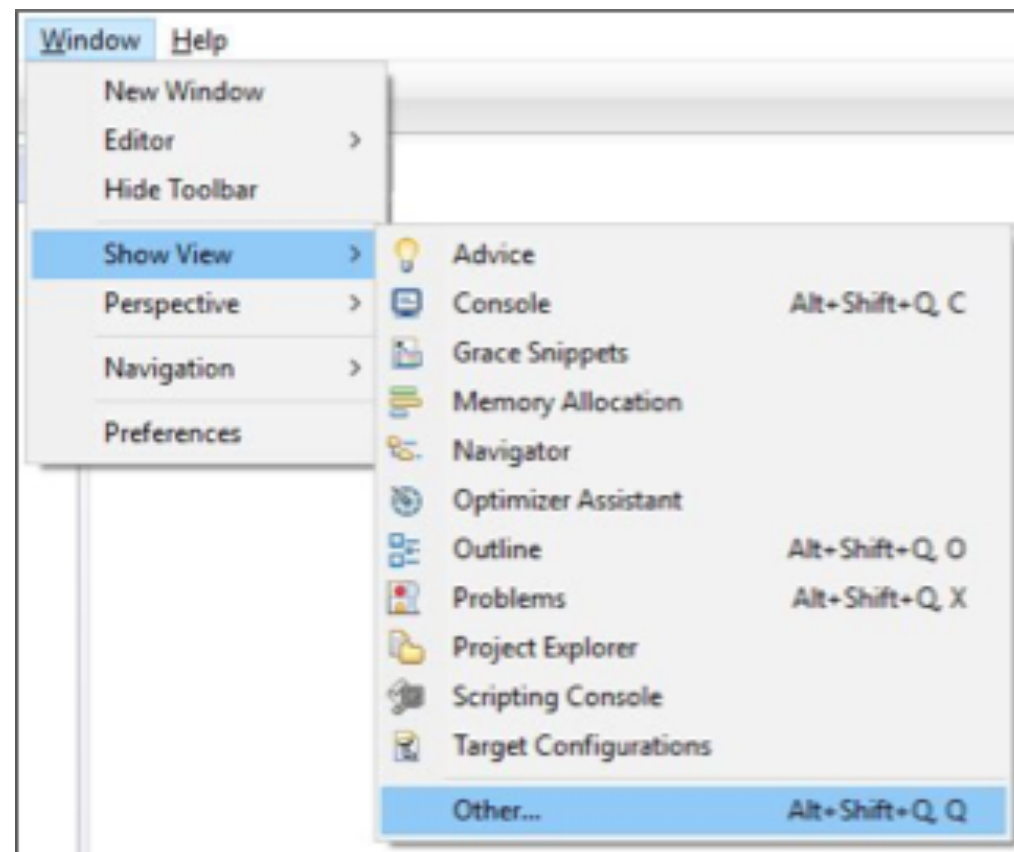 Window Help
New Window
Editor >
Hide Toolbar
Show View >
Perspective >
Navigation >
Preferences
Advice
Console Alt+Shift+Q, C
Grace Snippets
Memory Allocation
Navigator
Optimizer Assistant
Outline Alt+Shift+Q, O
Problems Alt+Shift+Q, X
Project Explorer
Scripting Console
Target Configurations
Other... Alt+Shift+Q, Q